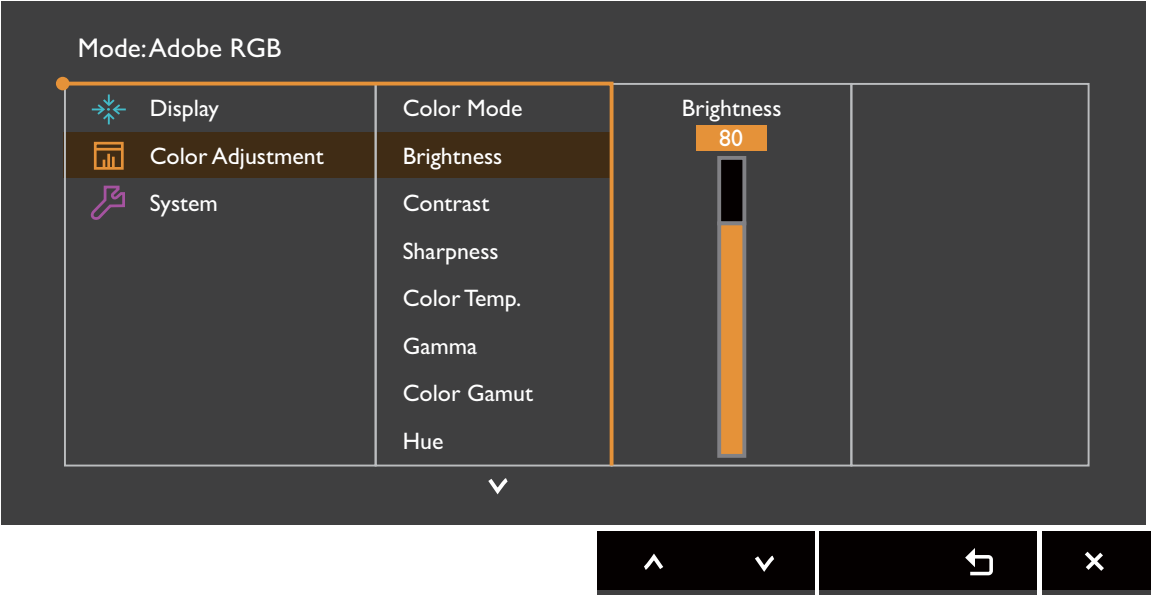 Mode: Adobe RGB
Display
Color Adjustment
System
Color Mode
Brightness
Contrast
Sharpness
Color Temp.
Gamma
Color Gamut
Hue
Brightness
80